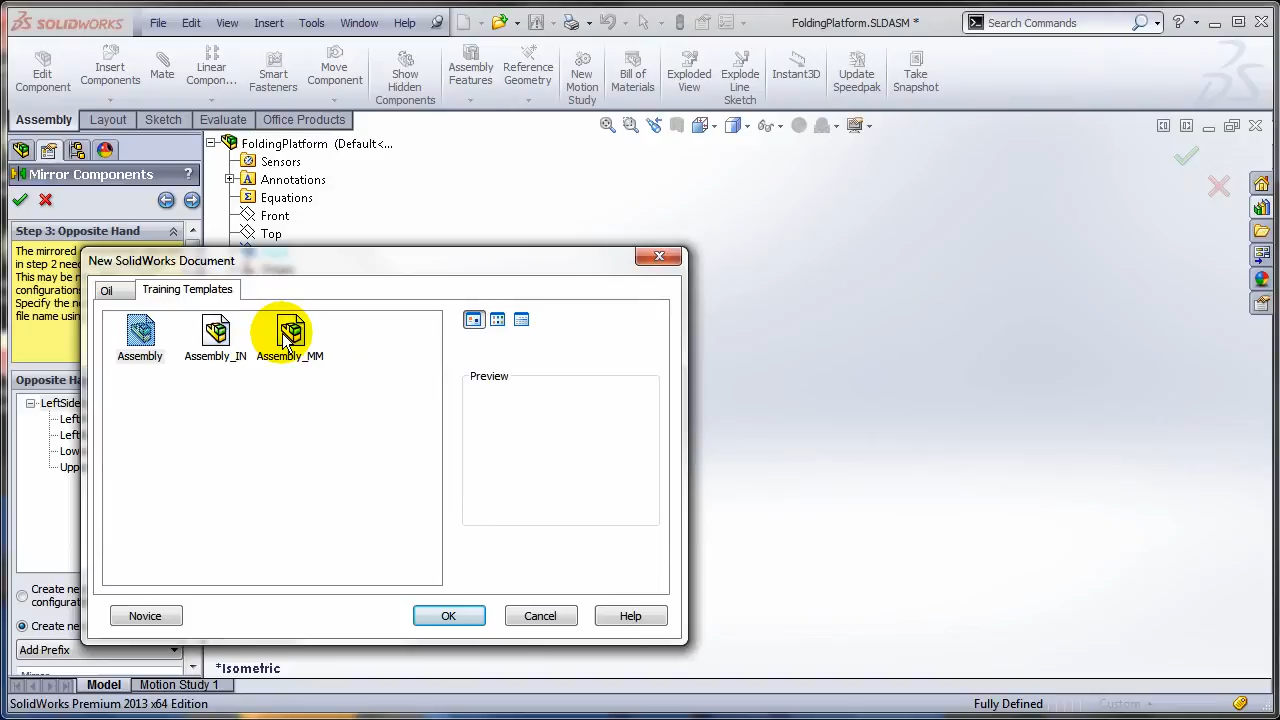 SOLIDWORKS File Edit View Insert Tools Window Help FoldingPlatform.SLDASM * Search Commands
Edit Component
Insert Components
Mate
Linear Compon...
Smart Fasteners
Move Component
Show Hidden Components
Assembly Features
Reference Geometry
New Motion Study
Bill of Materials
Exploded View
Explode Line Sketch
Instant3D
Update Speedpak
Take Snapshot
Assembly Layout Sketch Evaluate Office Products
FoldingPlatform (Default<...
Sensors
Annotations
Equations
Front
Top
Mirror Components ?
Step 3: Opposite Hand
The mirrored
in step 2 need
This may be n
configurations
Specify the n
file name usin
Opposite Ha
LeftSide
Left
Left
Low
Uppe
Create ne
configura
Create ne
Add Prefix
New SolidWorks Document
Oil Training Templates
Assembly Assembly_IN Assembly_MM
Preview
Novice OK Cancel Help
*Isometric
Model Motion Study 1
SolidWorks Premium 2013 x64 Edition Fully Defined Custom